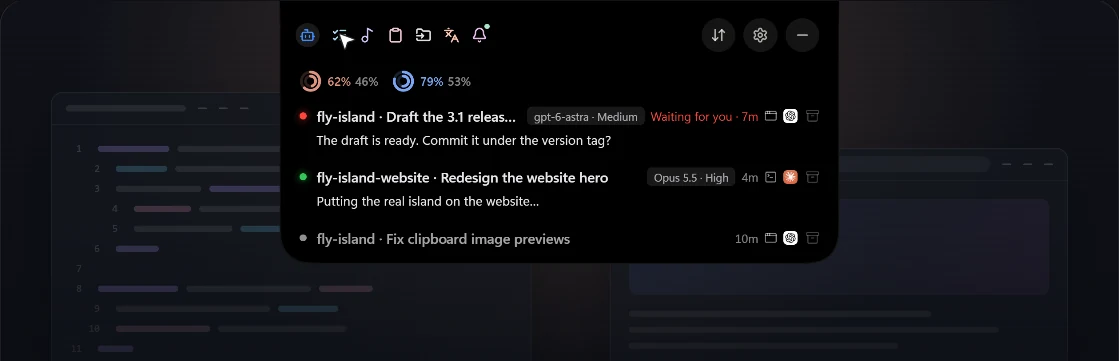 62% 46% 79% 53%
fly-island · Draft the 3.1 releas... gpt-6-astra · Medium Waiting for you · 7m
The draft is ready. Commit it under the version tag?
fly-island-website · Redesign the website hero Opus 5.5 · High 4m
Putting the real island on the website...
fly-island · Fix clipboard image previews 10m
1
2
3
4
5
6
7
8
9
10
11